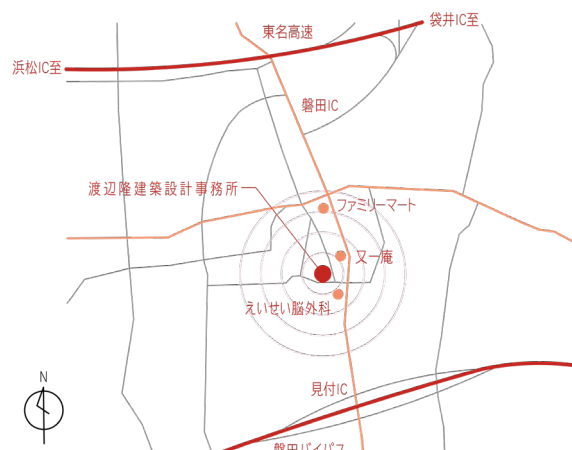 東名高速
袋井IC至
浜松IC至
磐田IC
渡辺隆建築設計事務所
ファミリーマート
又一庵
えいせい脳外科
見付IC
N
磐田バイパス